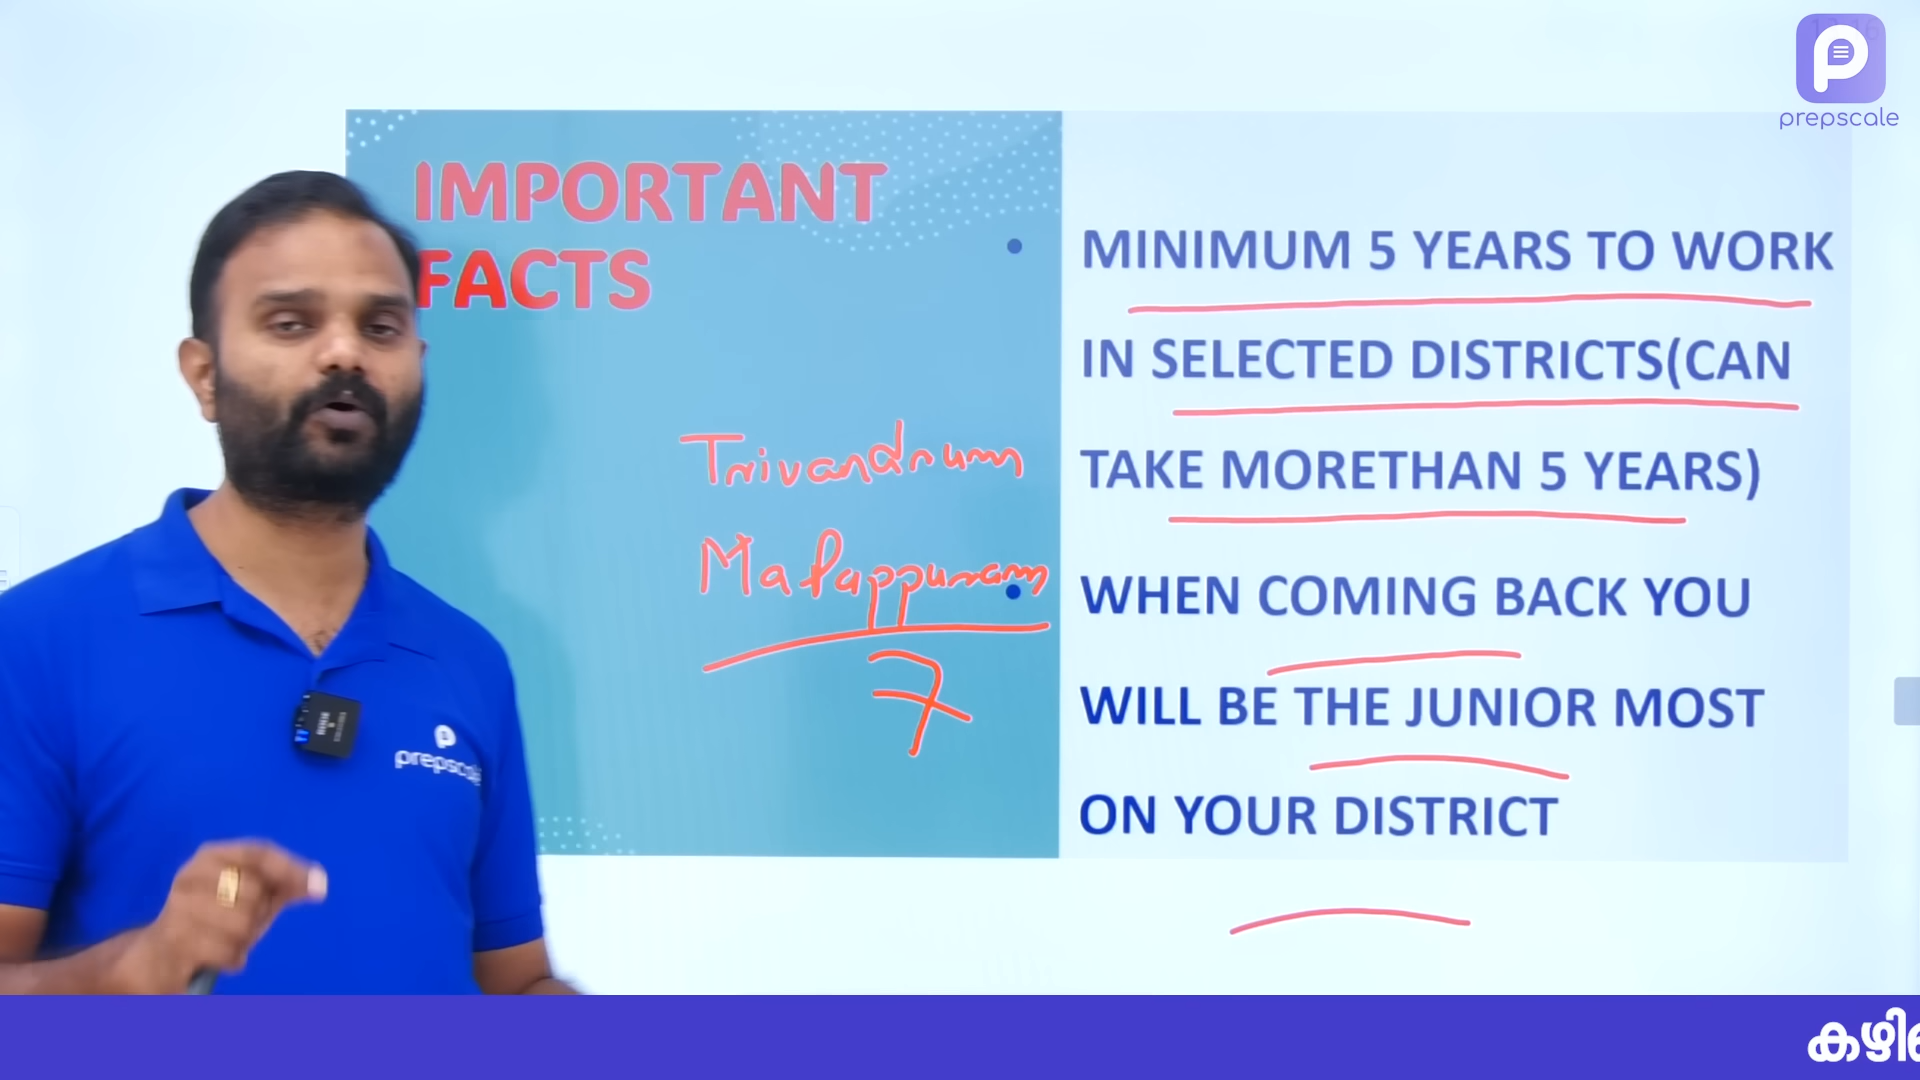 prepscale
IMPORTANT
FACTS
MINIMUM 5 YEARS TO WORK
IN SELECTED DISTRICTS(CAN
TAKE MORETHAN 5 YEARS)
WHEN COMING BACK YOU
WILL BE THE JUNIOR MOST
ON YOUR DISTRICT
Trivandrum
Malappuram
7
prepscale